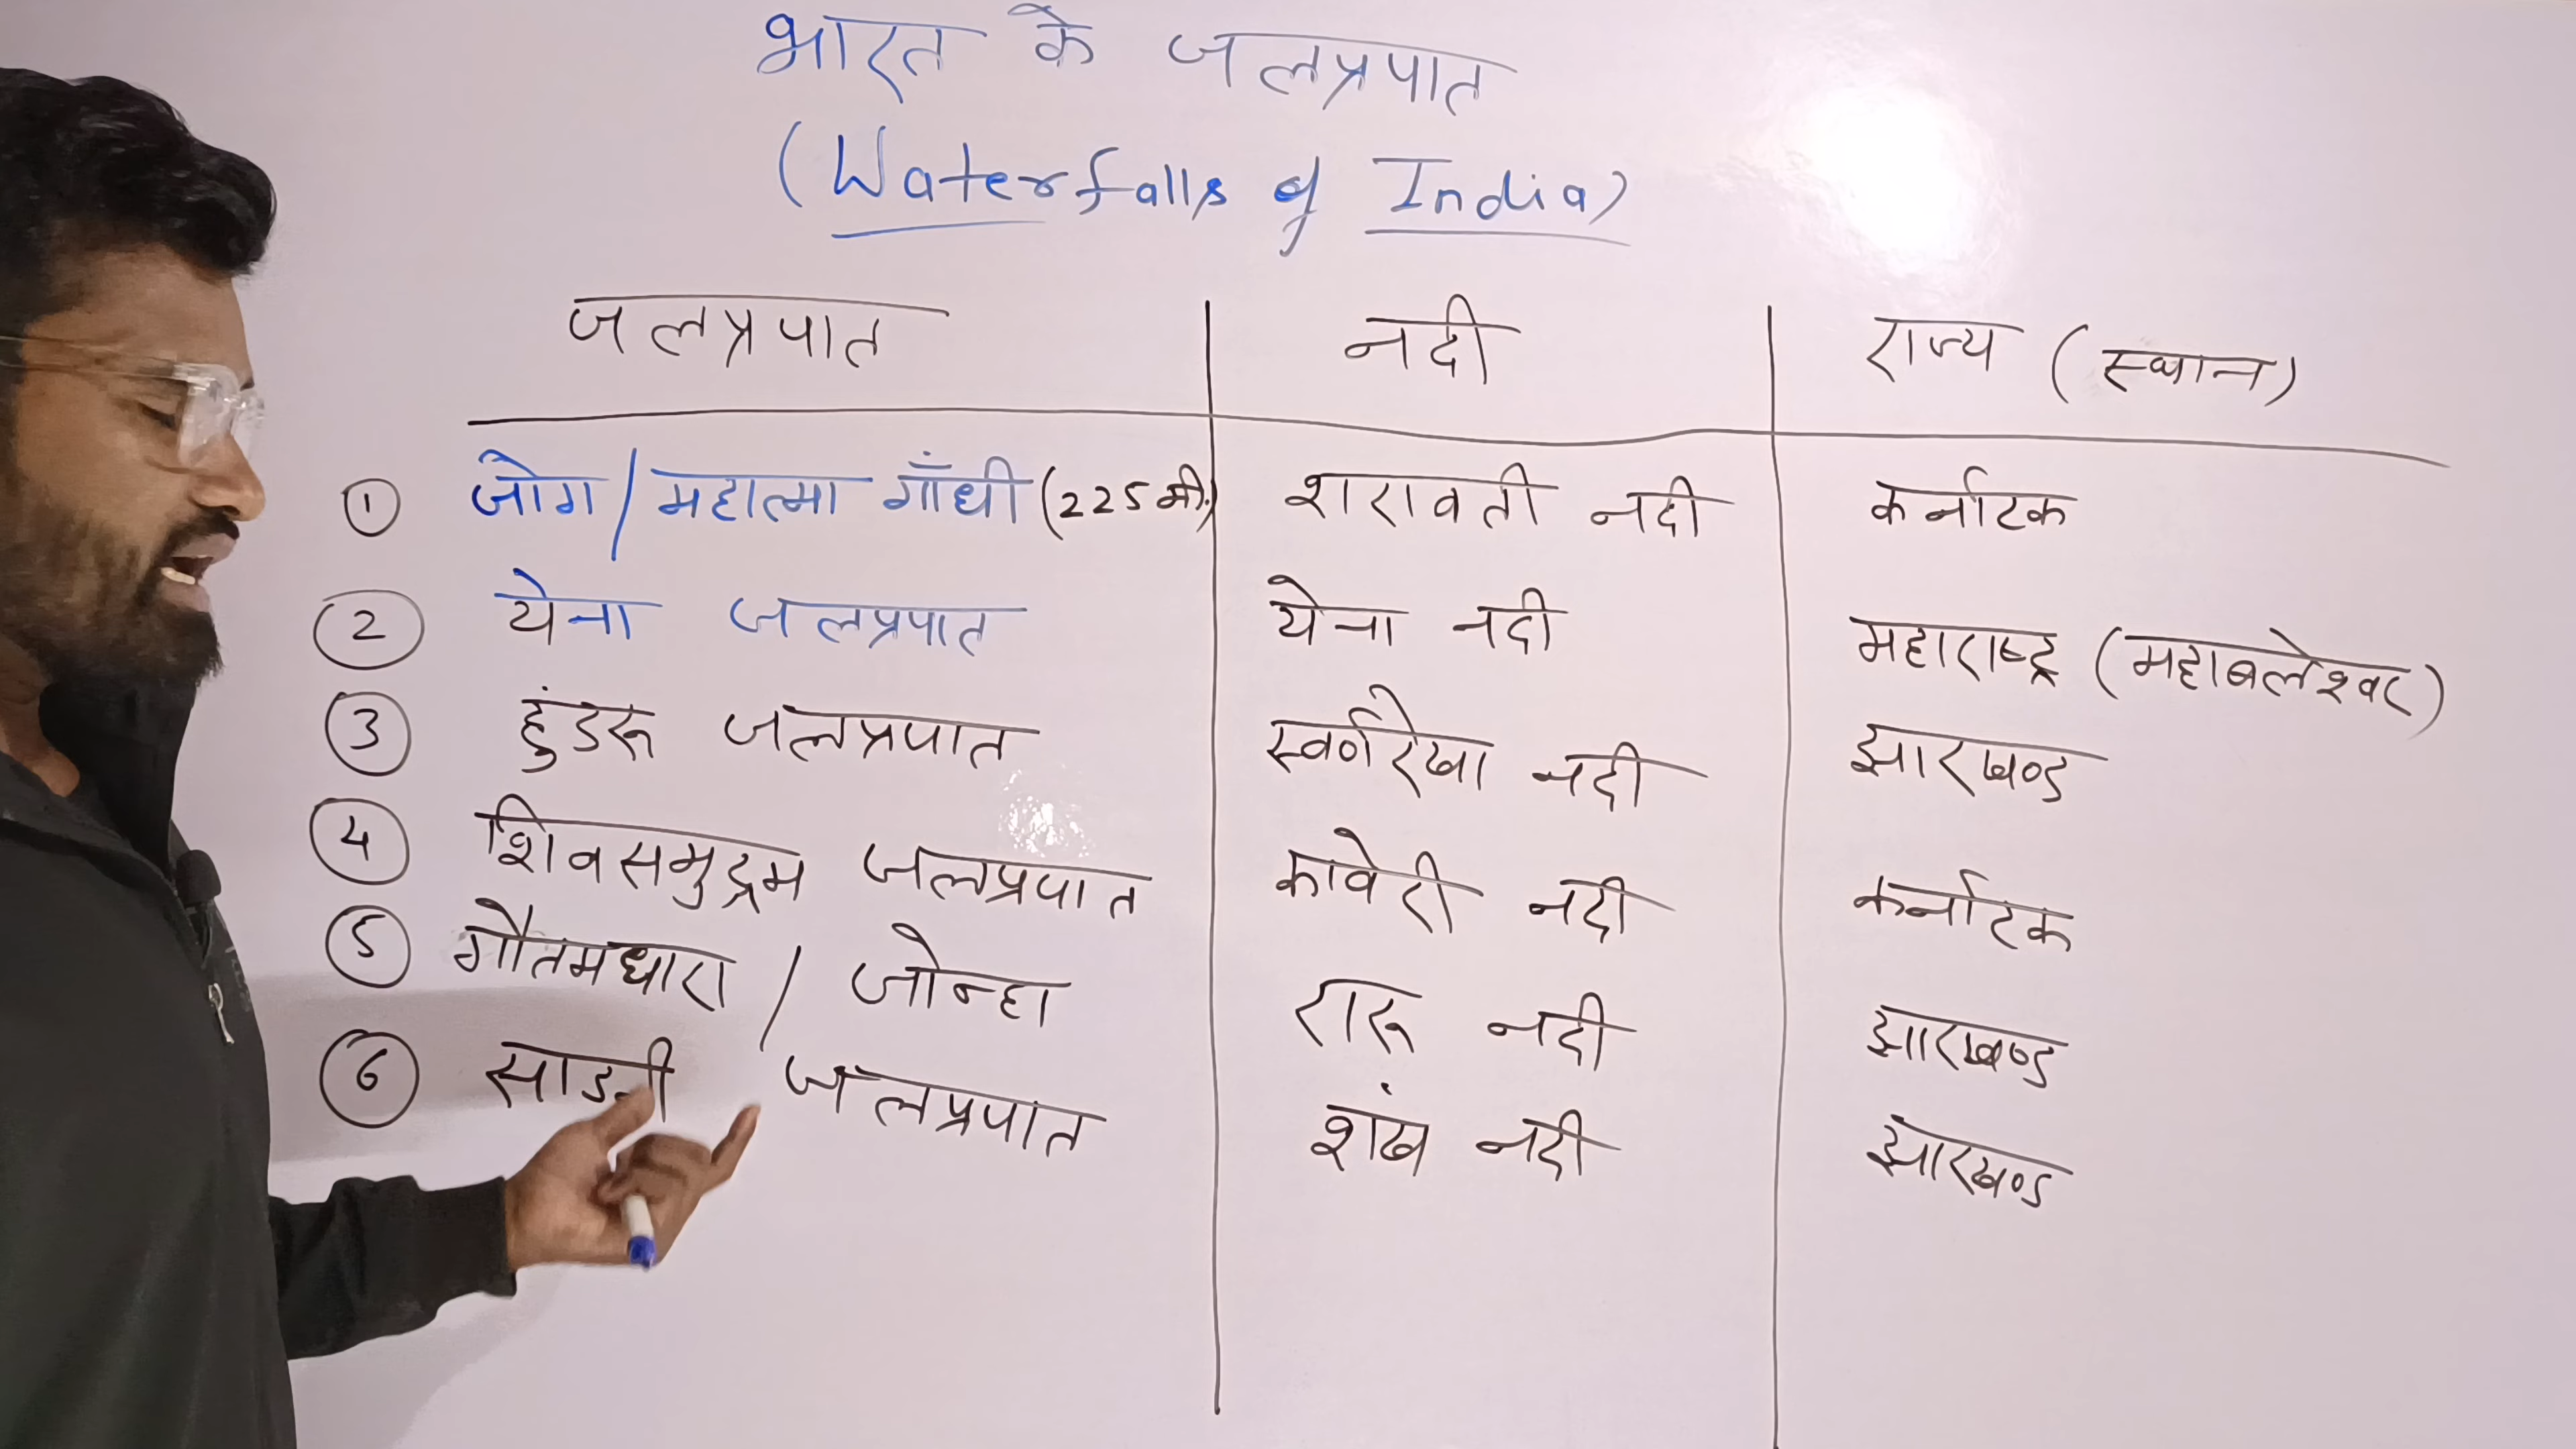 भारत के जलप्रपात
(Waterfalls of India)
जलप्रपात नदी राज्य (स्थान)
1 जोग / महात्मा गाँधी (225 मी.) शरावती नदी कर्नाटक
2 येना जलप्रपात येना नदी महाराष्ट्र (महाबलेश्वर)
3 हुंडरू जलप्रपात स्वर्णरेखा नदी झारखण्ड
4 शिवसमुद्रम जलप्रपात कावेरी नदी कर्नाटक
5 गौतमधारा / जोन्हा रारू नदी झारखण्ड
6 साडनी जलप्रपात शंख नदी झारखण्ड